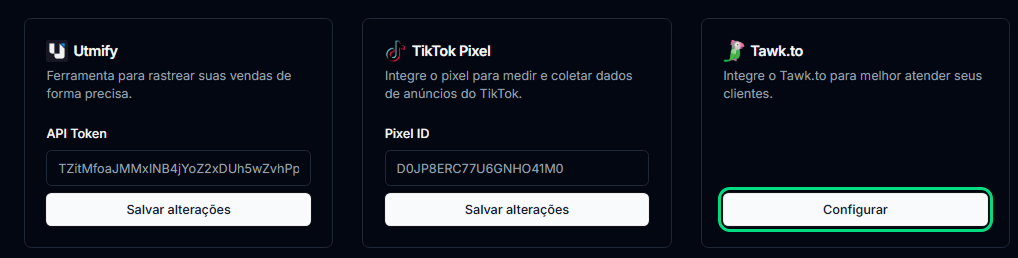 Utmify
Ferramenta para rastrear suas vendas de
forma precisa.
API Token
TZitMfoaJMMxINB4jYoZ2xDUh5wZvhPp
Salvar alterações
TikTok Pixel
Integre o pixel para medir e coletar dados
de anúncios do TikTok.
Pixel ID
D0JP8ERC77U6GNHO41M0
Salvar alterações
Tawk.to
Integre o Tawk.to para melhor atender seus
clientes.
Configurar